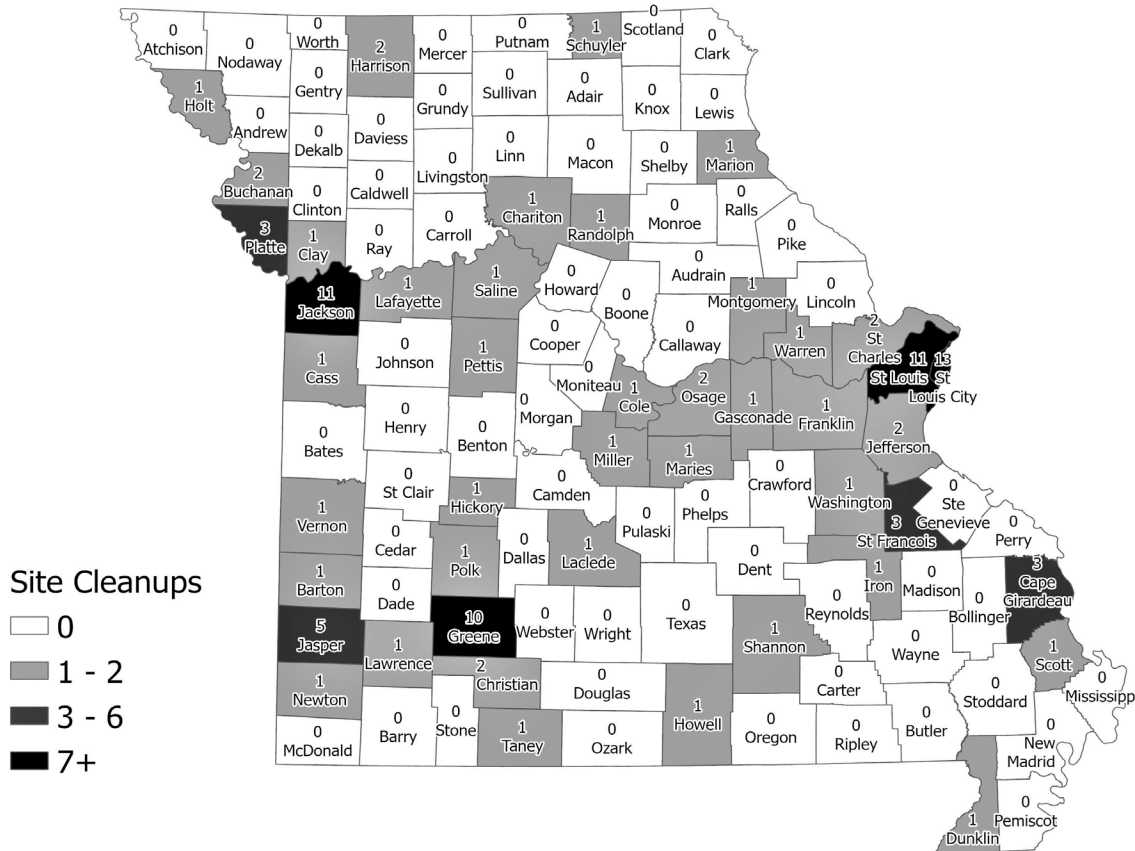 0
Atchison
0
Nodaway
0
Worth
2
Harrison
0
Mercer
0
Putnam
1
Schuyler
0
Scotland
0
Clark
1
Holt
0
Gentry
0
Grundy
0
Sullivan
0
Adair
0
Knox
0
Lewis
0
Andrew
0
Dekalb
0
Daviess
0
Livingston
0
Linn
0
Macon
0
Shelby
1
Marion
2
Buchanan
0
Clinton
0
Caldwell
1
Chariton
1
Randolph
0
Monroe
0
Ralls
3
Platte
1
Clay
0
Ray
0
Carroll
0
Pike
0
Audrain
11
Jackson
1
Lafayette
1
Saline
0
Howard
0
Boone
0
Callaway
1
Montgomery
0
Lincoln
1
Cass
0
Johnson
1
Pettis
0
Cooper
0
Moniteau
1
Warren
2
St
Charles
11
St Louis
13
St
Louis City
0
Bates
0
Henry
0
Benton
0
Morgan
1
Cole
2
Osage
1
Gasconade
1
Franklin
2
Jefferson
1
Miller
1
Maries
1
Vernon
0
St Clair
1
Hickory
0
Camden
0
Pulaski
0
Phelps
0
Crawford
1
Washington
3
St Francois
0
Ste
Genevieve
0
Perry
0
Cedar
1
Polk
0
Dallas
1
Laclede
0
Dent
1
Iron
0
Madison
0
Bollinger
3
Cape
Girardeau
Site Cleanups
0
1 - 2
3 - 6
7+
1
Barton
0
Dade
10
Greene
0
Webster
0
Wright
0
Texas
1
Shannon
0
Reynolds
0
Wayne
1
Scott
0
Mississipp
5
Jasper
1
Lawrence
2
Christian
0
Douglas
1
Howell
0
Carter
0
Stoddard
1
Newton
0
McDonald
0
Barry
0
Stone
1
Taney
0
Ozark
0
Oregon
0
Ripley
0
Butler
0
New
Madrid
1
Dunklin
0
Pemiscot